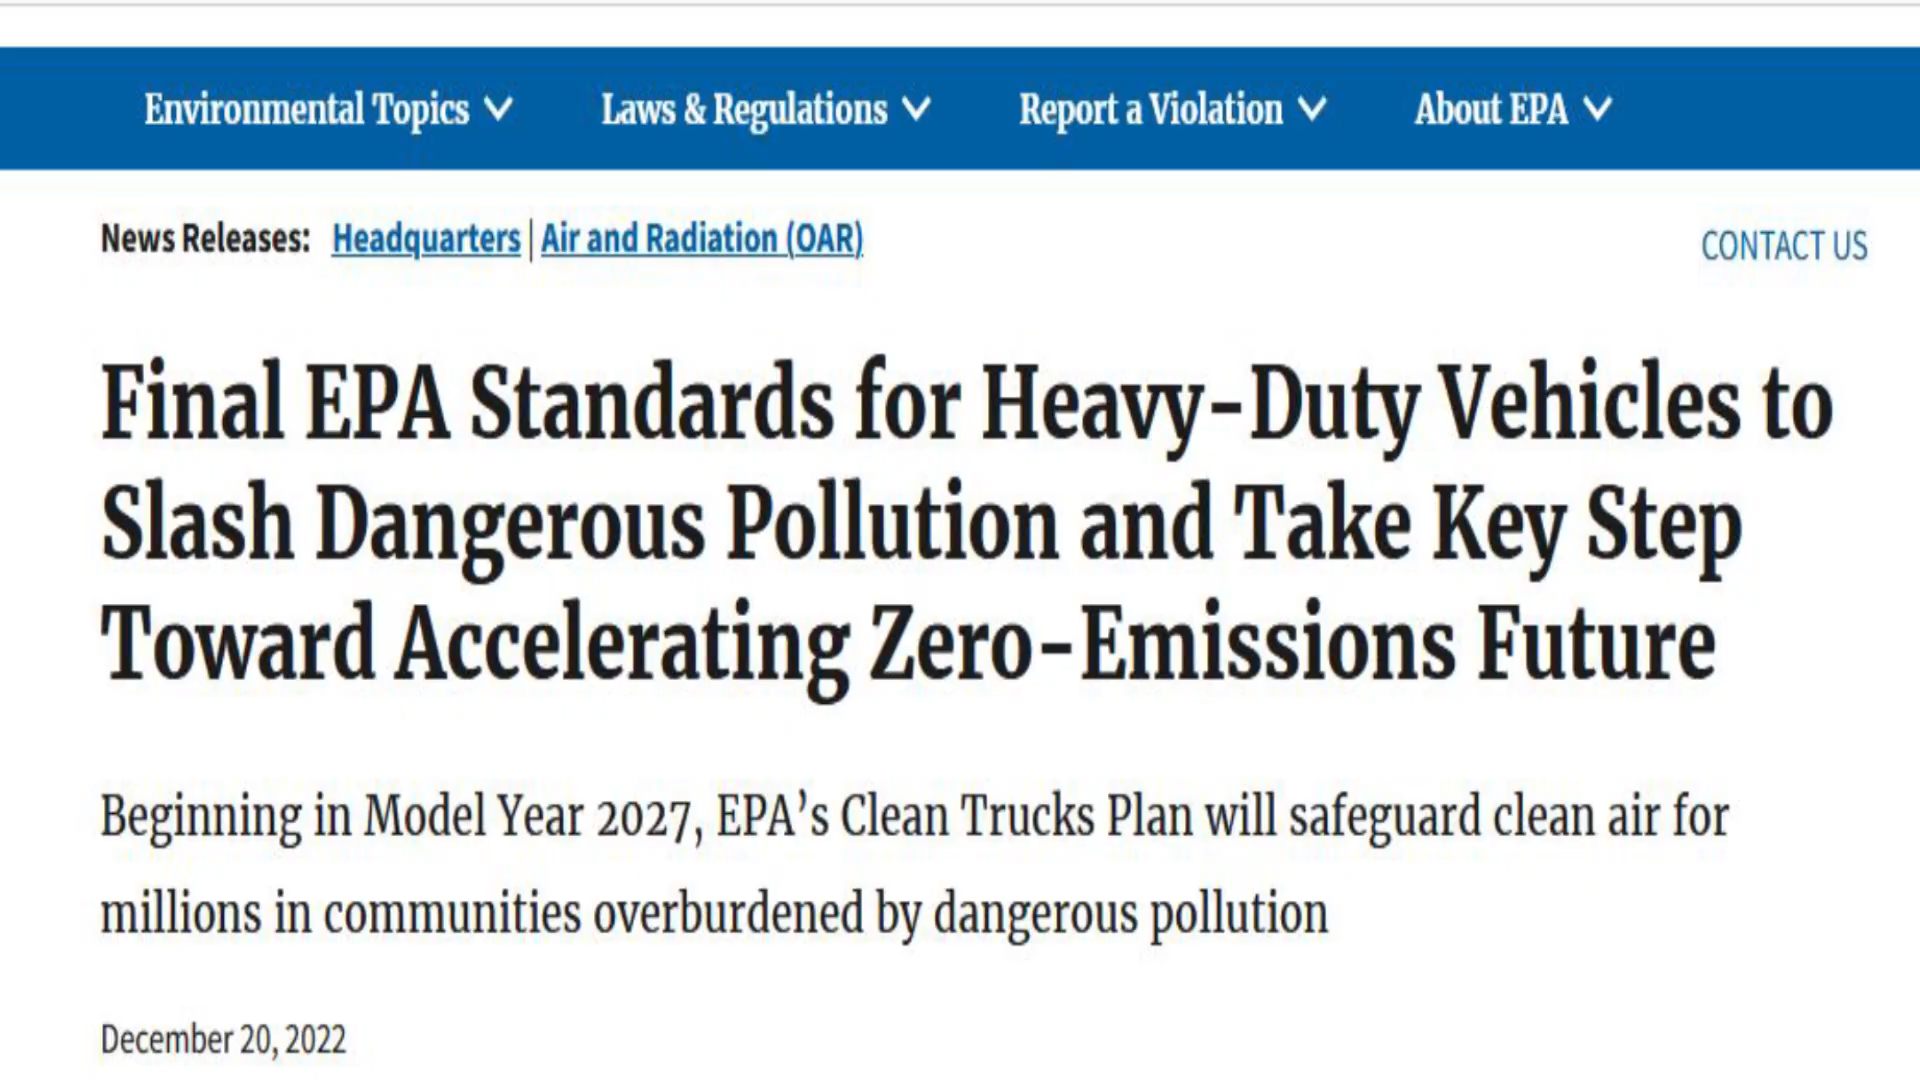 Environmental Topics Laws & Regulations Report a Violation About EPA
News Releases: Headquarters | Air and Radiation (OAR) CONTACT US
Final EPA Standards for Heavy-Duty Vehicles to
Slash Dangerous Pollution and Take Key Step
Toward Accelerating Zero-Emissions Future
Beginning in Model Year 2027, EPA’s Clean Trucks Plan will safeguard clean air for
millions in communities overburdened by dangerous pollution
December 20, 2022